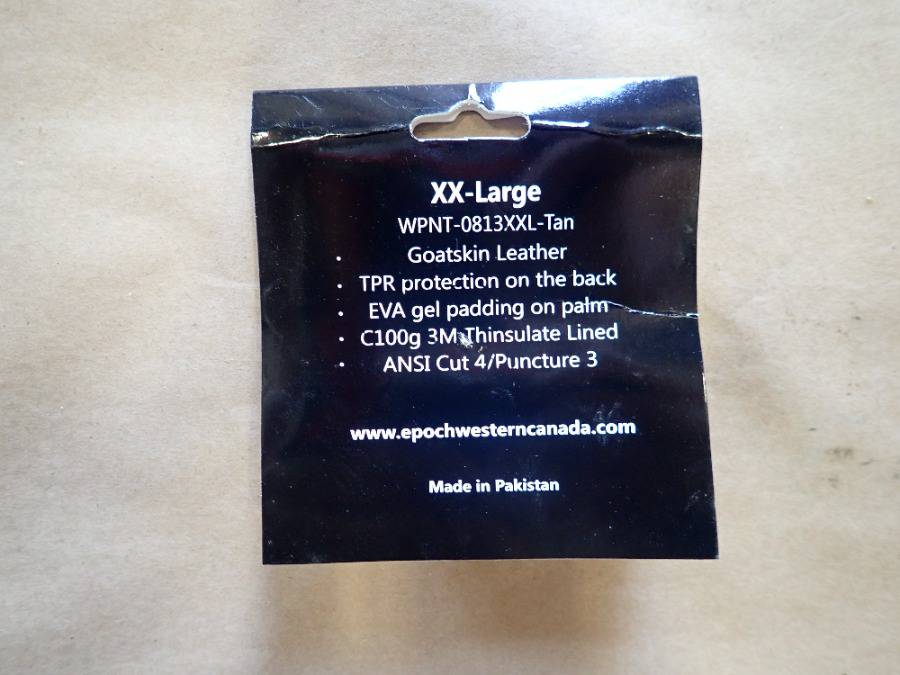 XX-Large
WPNT-0813XXL-Tan
• Goatskin Leather
• TPR protection on the back
• EVA gel padding on palm
• C100g 3M Thinsulate Lined
• ANSI Cut 4/Puncture 3
www.epochwesterncanada.com
Made in Pakistan